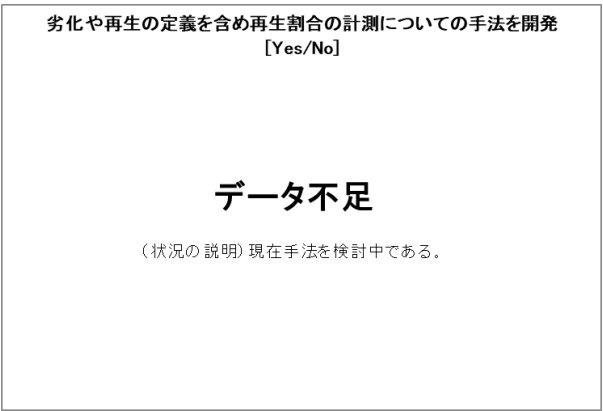 劣化や再生の定義を含め再生割合の計測についての手法を開発
[Yes/No]
データ不足
（状況の説明）現在手法を検討中である。